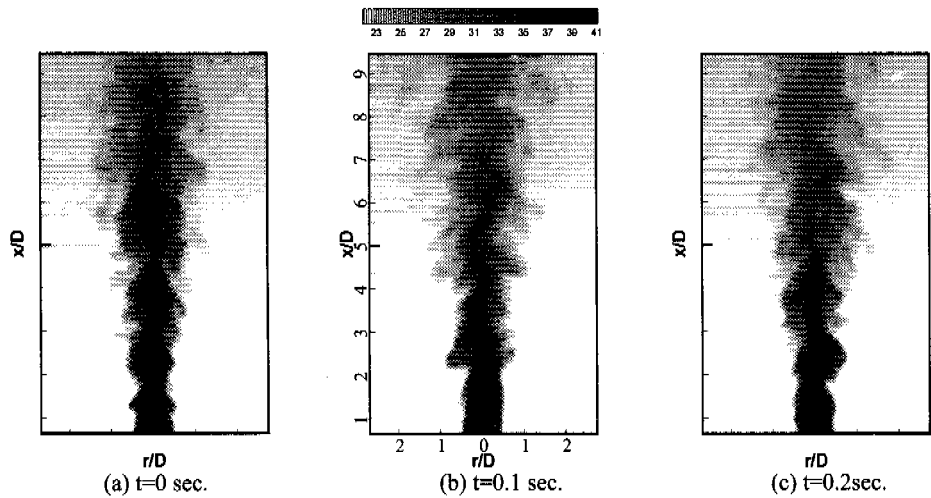 23 25 27 29 31 33 35 37 39 41
x/D
r/D
(a) t=0 sec.
9
8
7
6
5
4
3
2
1
x/D
2 1 0 1 2
r/D
(b) t=0.1 sec.
x/D
r/D
(c) t=0.2sec.